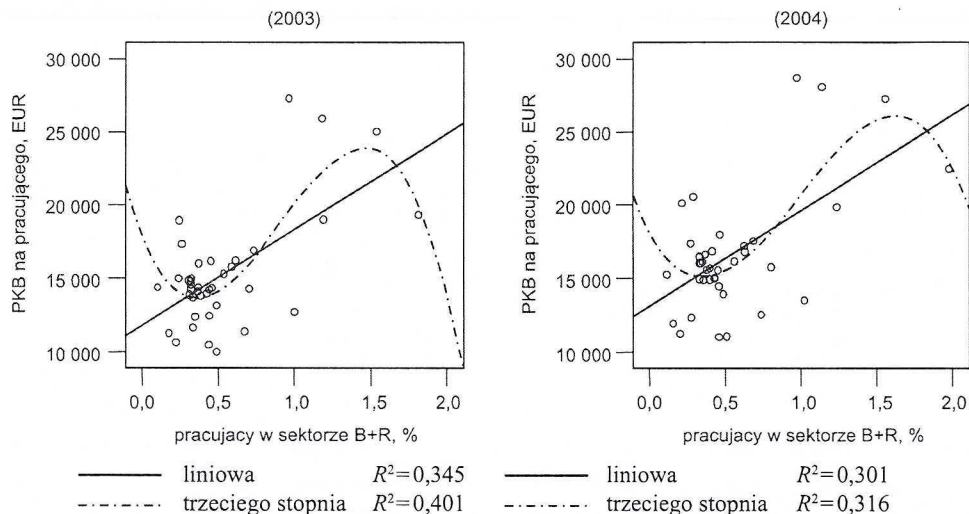 (2003)
PKB na pracującego, EUR
30 000
25 000
20 000
15 000
10 000
0,0 0,5 1,0 1,5 2,0
pracujacy w sektorze B+R, %
liniowa R²=0,345
trzeciego stopnia R²=0,401
(2004)
PKB na pracującego, EUR
30 000
25 000
20 000
15 000
10 000
0,0 0,5 1,0 1,5 2,0
pracujacy w sektorze B+R, %
liniowa R²=0,301
trzeciego stopnia R²=0,316